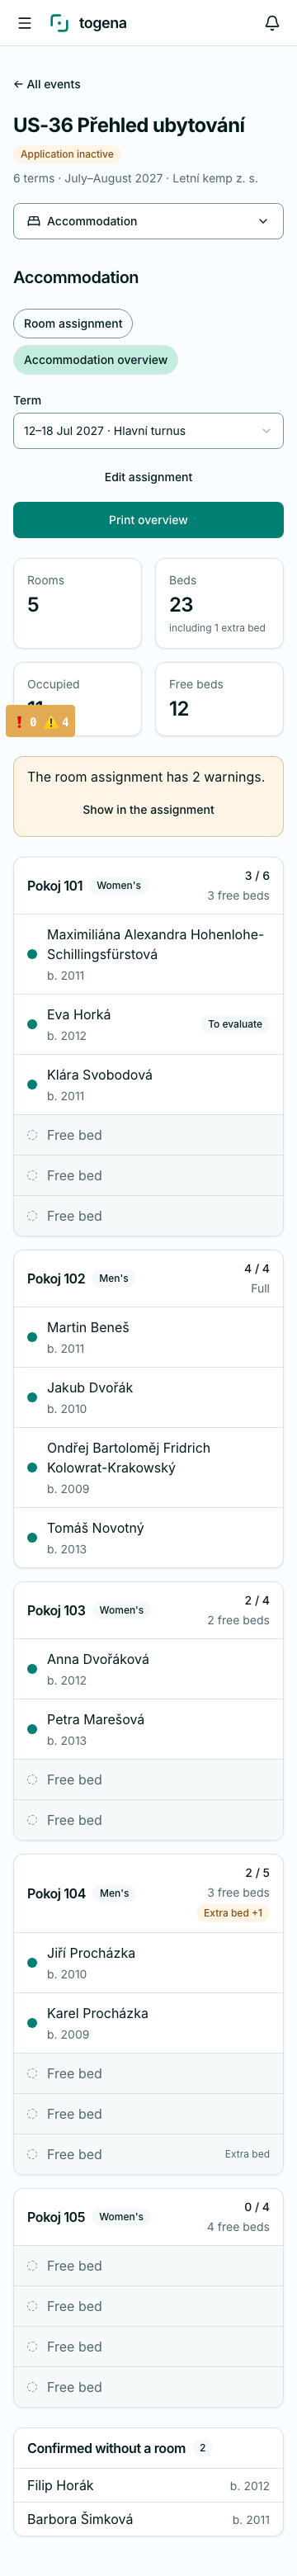 togena
← All events
US-36 Přehled ubytování
Application inactive
6 terms · July–August 2027 · Letní kemp z. s.
Accommodation
Accommodation
Room assignment
Accommodation overview
Term
12–18 Jul 2027 · Hlavní turnus
Edit assignment
Print overview
Rooms
5
Beds
23
including 1 extra bed
Occupied
Free beds
12
0 4
The room assignment has 2 warnings.
Show in the assignment
Pokoj 101 Women's
3 / 6
3 free beds
Maximiliána Alexandra Hohenlohe-
Schillingsfürstová
b. 2011
Eva Horká
b. 2012
To evaluate
Klára Svobodová
b. 2011
Free bed
Free bed
Free bed
Pokoj 102 Men's
4 / 4
Full
Martin Beneš
b. 2011
Jakub Dvořák
b. 2010
Ondřej Bartoloměj Fridrich
Kolowrat-Krakowský
b. 2009
Tomáš Novotný
b. 2013
Pokoj 103 Women's
2 / 4
2 free beds
Anna Dvořáková
b. 2012
Petra Marešová
b. 2013
Free bed
Free bed
Pokoj 104 Men's
2 / 5
3 free beds
Extra bed +1
Jiří Procházka
b. 2010
Karel Procházka
b. 2009
Free bed
Free bed
Free bed Extra bed
Pokoj 105 Women's
0 / 4
4 free beds
Free bed
Free bed
Free bed
Free bed
Confirmed without a room 2
Filip Horák b. 2012
Barbora Šimková b. 2011